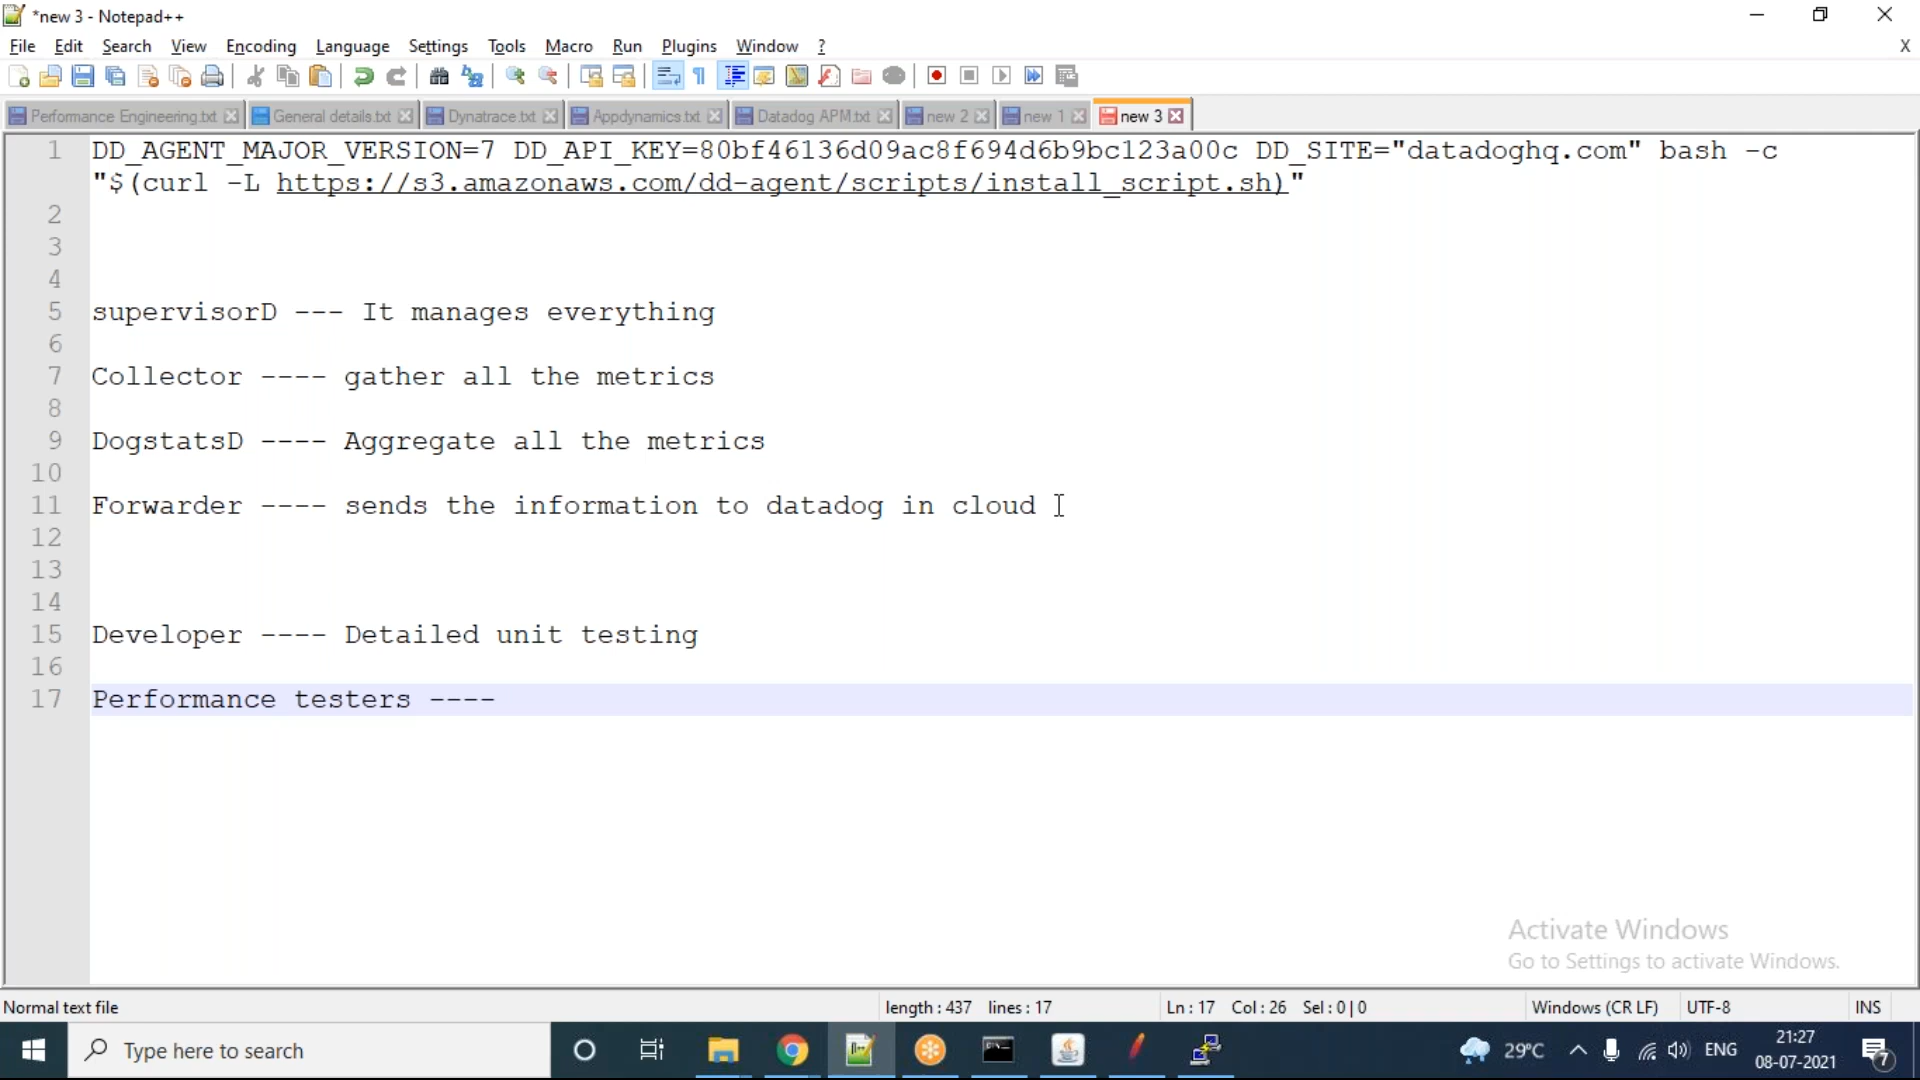 *new 3 - Notepad++
File Edit Search View Encoding Language Settings Tools Macro Run Plugins Window ? X
Performance Engineering.txt General details.txt Dynatrace.txt Appdynamics.txt Datadog APM.txt new 2 new 1 new 3
1 DD_AGENT_MAJOR_VERSION=7 DD_API_KEY=80bf46136d09ac8f694d6b9bc123a00c DD_SITE="datadoghq.com" bash -c
"$(curl -L https://s3.amazonaws.com/dd-agent/scripts/install_script.sh)"
2
3
4
5 supervisorD --- It manages everything
6
7 Collector ---- gather all the metrics
8
9 DogstatsD ---- Aggregate all the metrics
10
11 Forwarder ---- sends the information to datadog in cloud
12
13
14
15 Developer ---- Detailed unit testing
16
17 Performance testers ----
Activate Windows
Go to Settings to activate Windows.
Normal text file length : 437 lines : 17 Ln : 17 Col : 26 Sel : 0 | 0 Windows (CR LF) UTF-8 INS
Type here to search 29°C ENG 21:27
08-07-2021 7